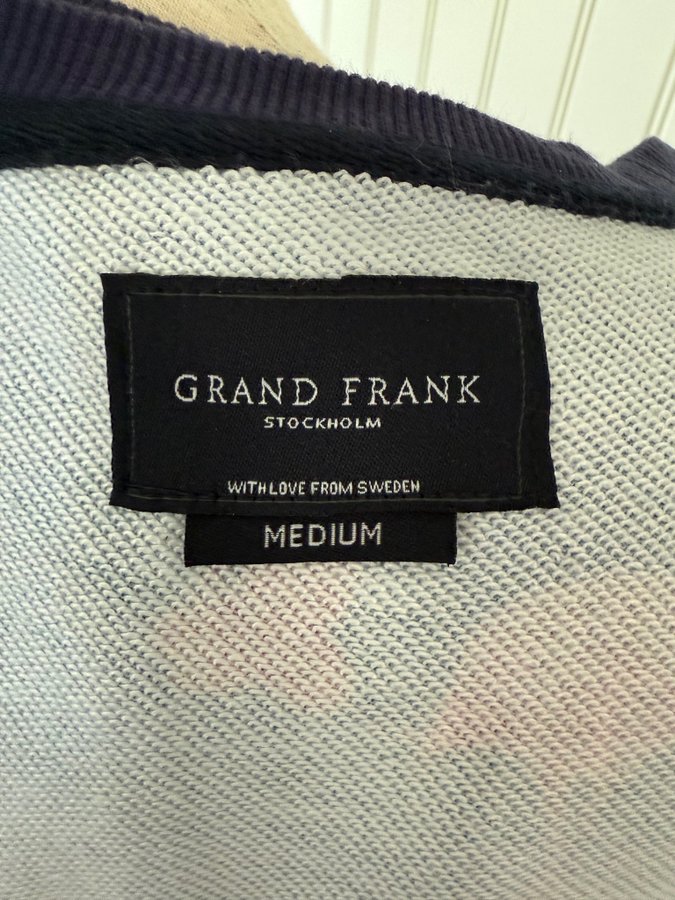 GRAND FRANK
STOCKHOLM
WITH LOVE FROM SWEDEN
MEDIUM